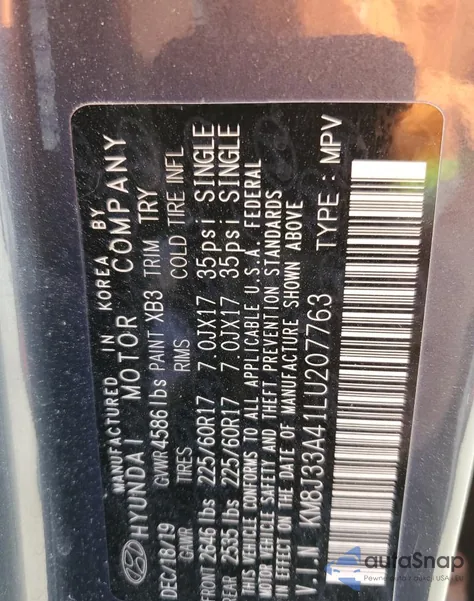 MANUFACTURED IN KOREA BY
HYUNDAI MOTOR COMPANY
DEC/18/19 GVWR 4586 lbs PAINT XB3 TRIM TRY
GAWR TIRES RIMS COLD TIRE INFL
FRONT 2646 lbs 225/60R17 7.0JX17 35psi SINGLE
REAR 2535 lbs 225/60R17 7.0JX17 35psi SINGLE
THIS VEHICLE CONFORMS TO ALL APPLICABLE U.S.A. FEDERAL
MOTOR VEHICLE SAFETY AND THEFT PREVENTION STANDARDS
IN EFFECT ON THE DATE OF MANUFACTURE SHOWN ABOVE
V.I.N KM8J33A41LU207763 TYPE : MPV
autoSnap